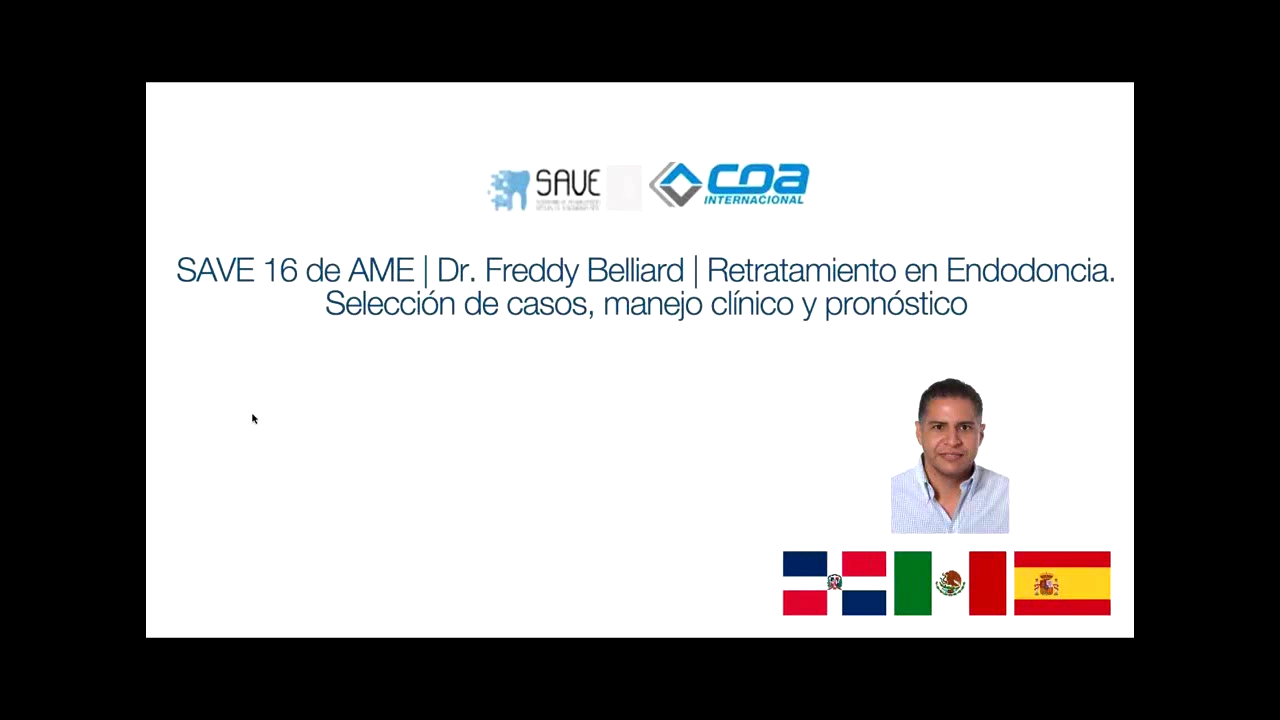 SAVE
COA
INTERNACIONAL
SAVE 16 de AME | Dr. Freddy Belliard | Retratamiento en Endodoncia.
Selección de casos, manejo clínico y pronóstico